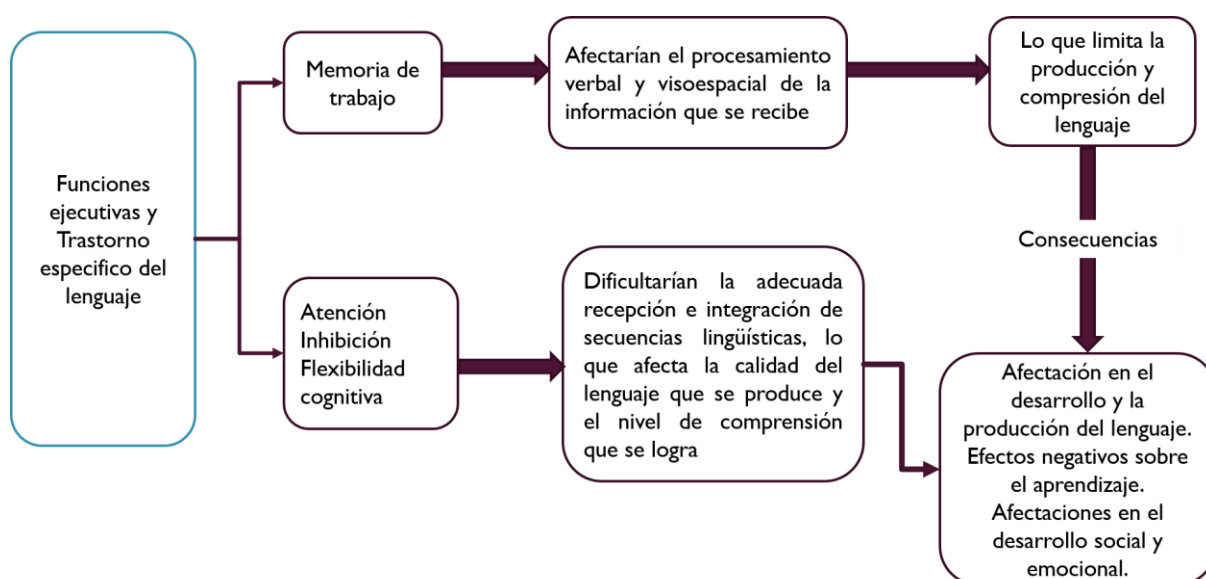 Funciones
ejecutivas y
Trastorno
especifico del
lenguaje
Memoria de
trabajo
Afectarían el procesamiento
verbal y visoespacial de la
información que se recibe
Lo que limita la
producción y
compresión del
lenguaje
Consecuencias
Atención
Inhibición
Flexibilidad
cognitiva
Dificultarían la adecuada
recepción e integración de
secuencias lingüísticas, lo
que afecta la calidad del
lenguaje que se produce y
el nivel de comprensión
que se logra
Afectación en el
desarrollo y la
producción del lenguaje.
Efectos negativos sobre
el aprendizaje.
Afectaciones en el
desarrollo social y
emocional.